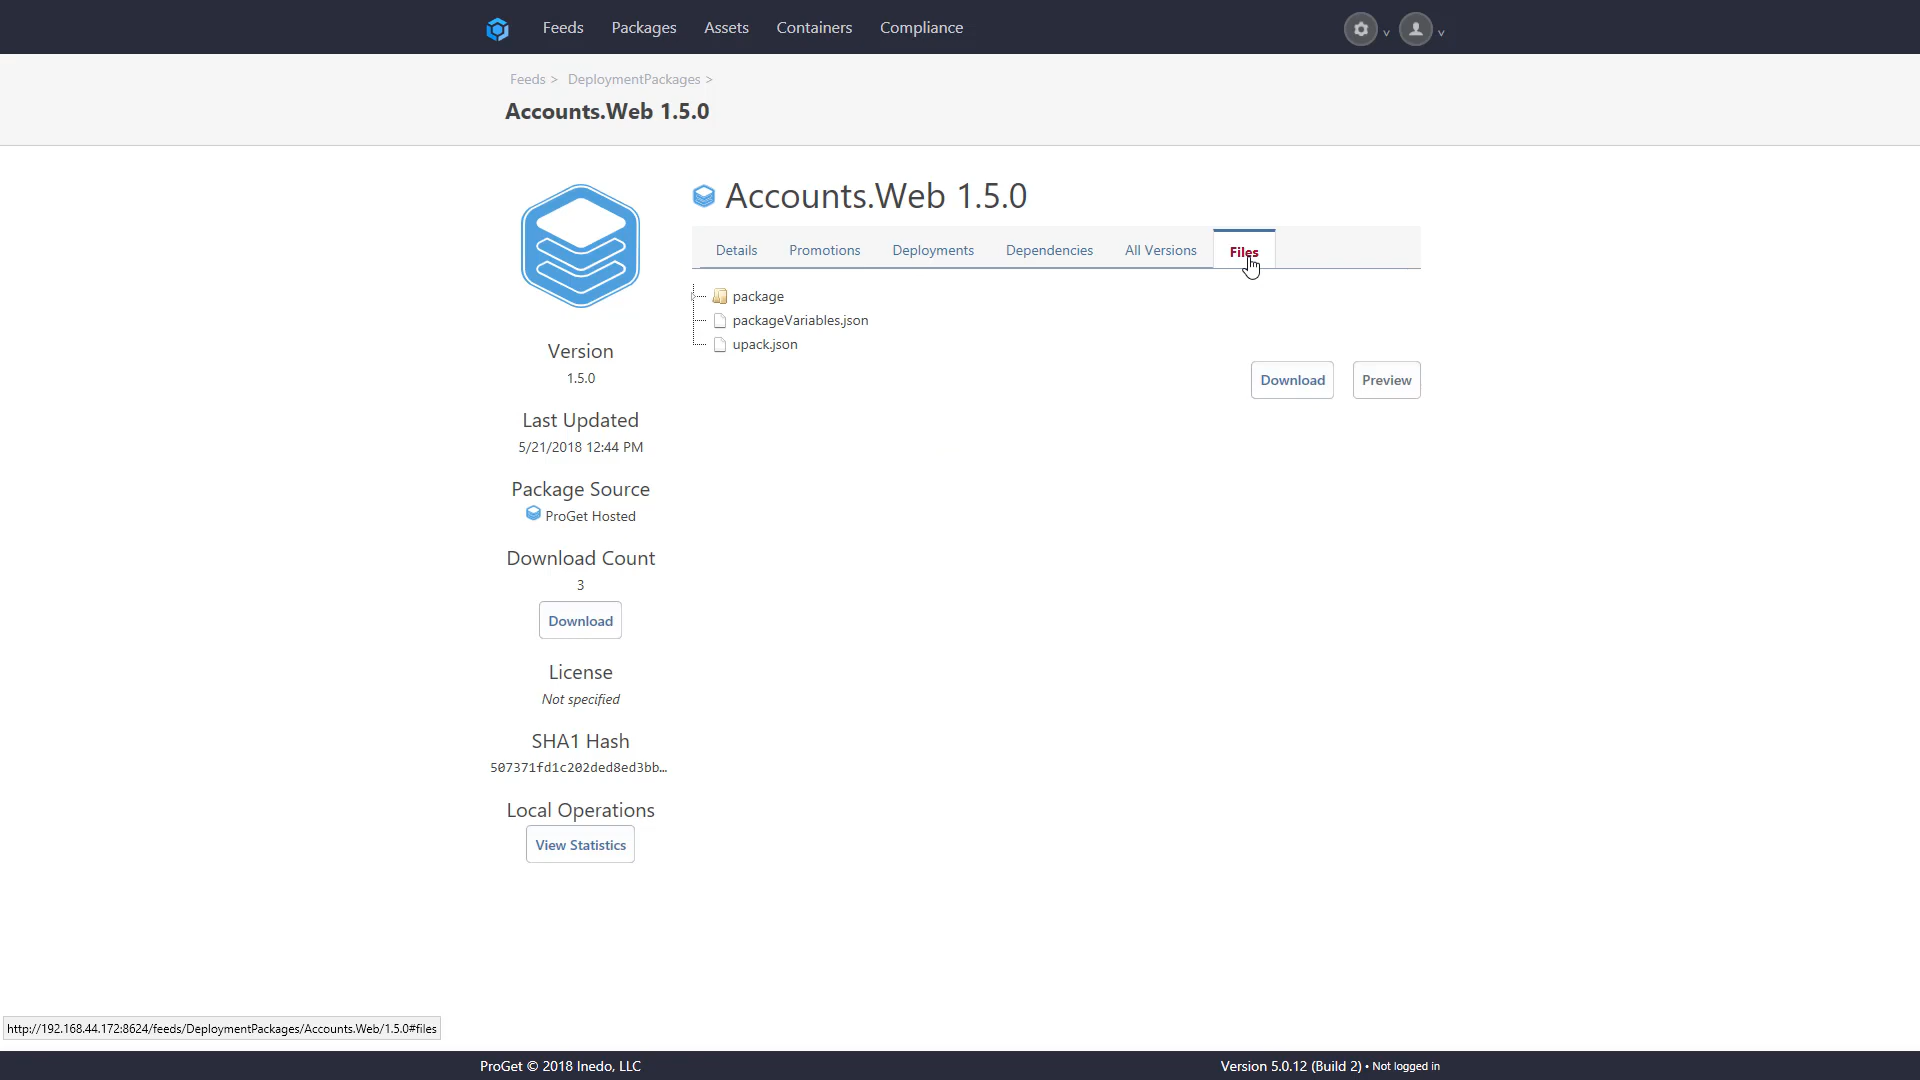 Feeds Packages Assets Containers Compliance
Feeds > DeploymentPackages >
Accounts.Web 1.5.0
Accounts.Web 1.5.0
Details Promotions Deployments Dependencies All Versions Files
package
packageVariables.json
upack.json
Download Preview
Version
1.5.0
Last Updated
5/21/2018 12:44 PM
Package Source
ProGet Hosted
Download Count
3
Download
License
Not specified
SHA1 Hash
507371fd1c202ded8ed3bb…
Local Operations
View Statistics
http://192.168.44.172:8624/feeds/DeploymentPackages/Accounts.Web/1.5.0#files
ProGet © 2018 Inedo, LLC
Version 5.0.12 (Build 2) • Not logged in